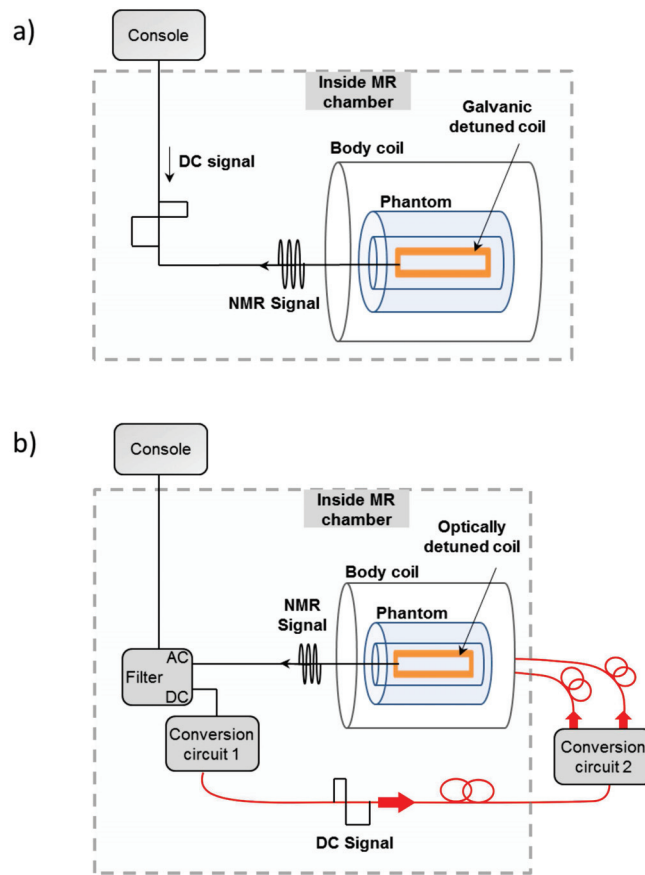 a)
Console
Inside MR
chamber
Galvanic
detuned coil
Body coil
DC signal
Phantom
NMR Signal
b)
Console
Inside MR
chamber
Optically
detuned coil
Body coil
NMR
Signal
Phantom
AC
Filter
DC
Conversion
circuit 1
Conversion
circuit 2
DC Signal